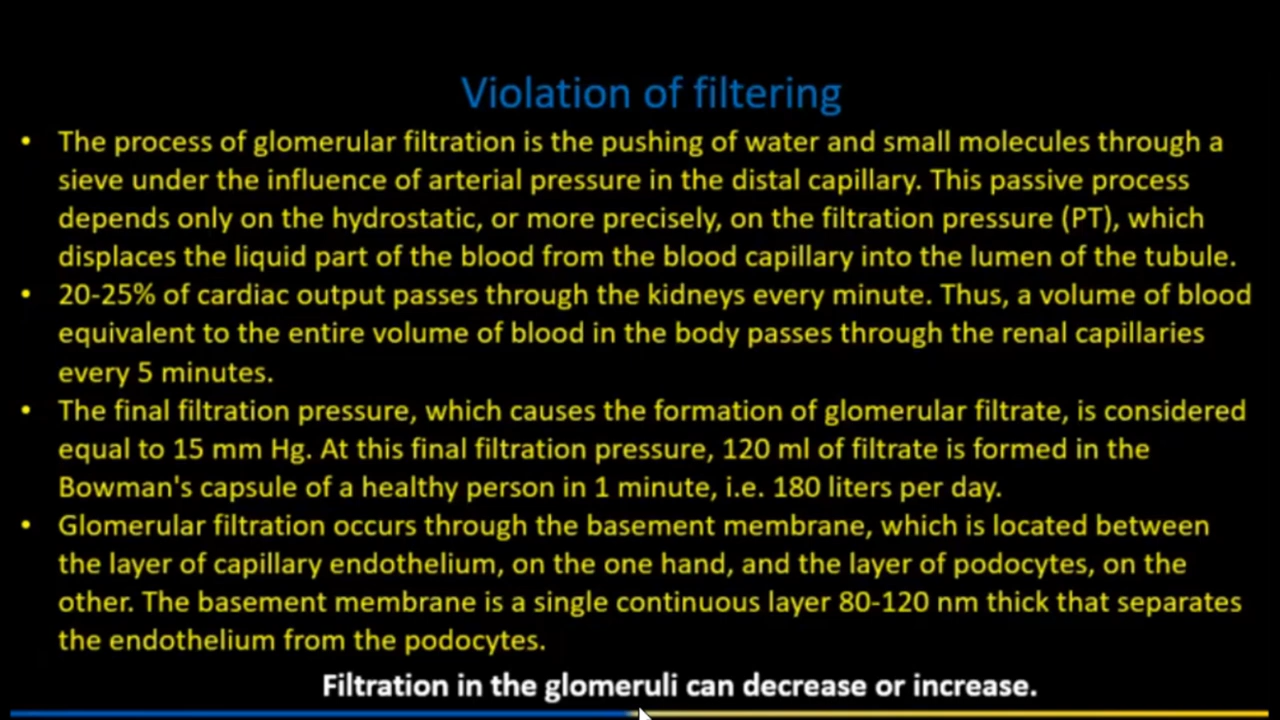 Violation of filtering
• The process of glomerular filtration is the pushing of water and small molecules through a
sieve under the influence of arterial pressure in the distal capillary. This passive process
depends only on the hydrostatic, or more precisely, on the filtration pressure (PT), which
displaces the liquid part of the blood from the blood capillary into the lumen of the tubule.
• 20-25% of cardiac output passes through the kidneys every minute. Thus, a volume of blood
equivalent to the entire volume of blood in the body passes through the renal capillaries
every 5 minutes.
• The final filtration pressure, which causes the formation of glomerular filtrate, is considered
equal to 15 mm Hg. At this final filtration pressure, 120 ml of filtrate is formed in the
Bowman's capsule of a healthy person in 1 minute, i.e. 180 liters per day.
• Glomerular filtration occurs through the basement membrane, which is located between
the layer of capillary endothelium, on the one hand, and the layer of podocytes, on the
other. The basement membrane is a single continuous layer 80-120 nm thick that separates
the endothelium from the podocytes.
Filtration in the glomeruli can decrease or increase.